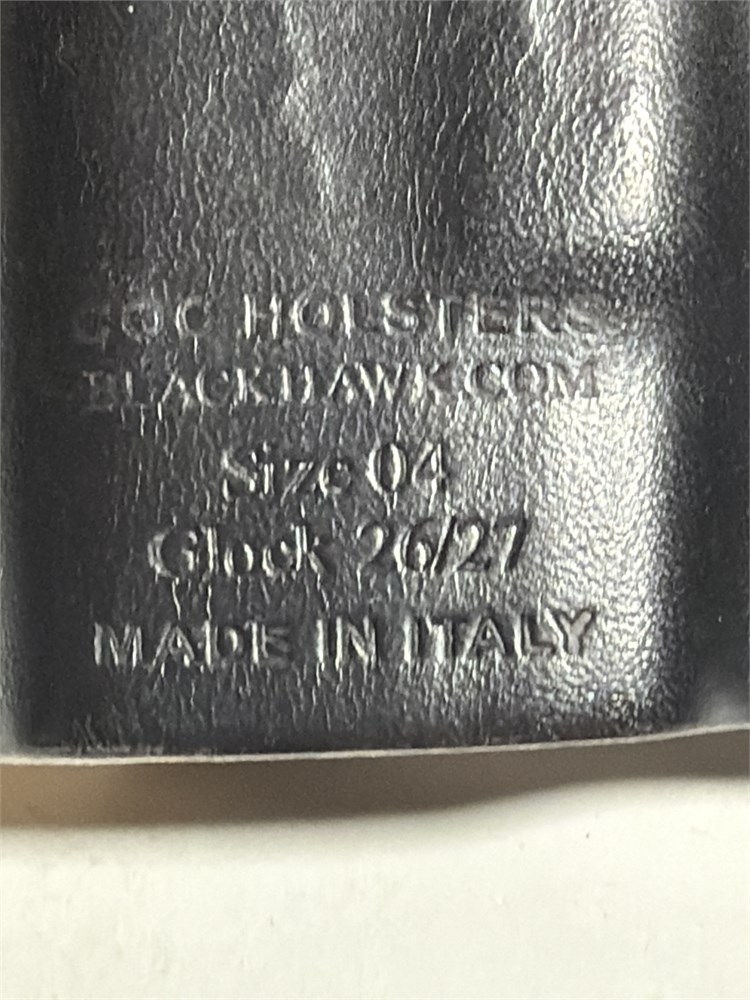 CQC HOLSTERS
BLACKHAWK.COM
Size 04
Glock 26/27
MADE IN ITALY